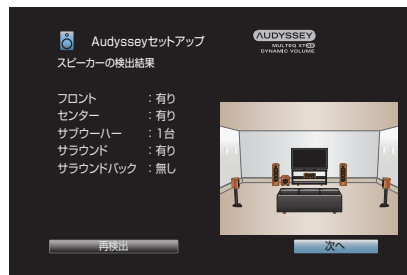 Audysseyセットアップ
AUDYSSEY
MULTEQ XT32
DYNAMIC VOLUME
スピーカーの検出結果
フロント ：有り
センター ：有り
サブウーハー ：1台
サラウンド ：有り
サラウンドバック ：無し
再検出
次へ